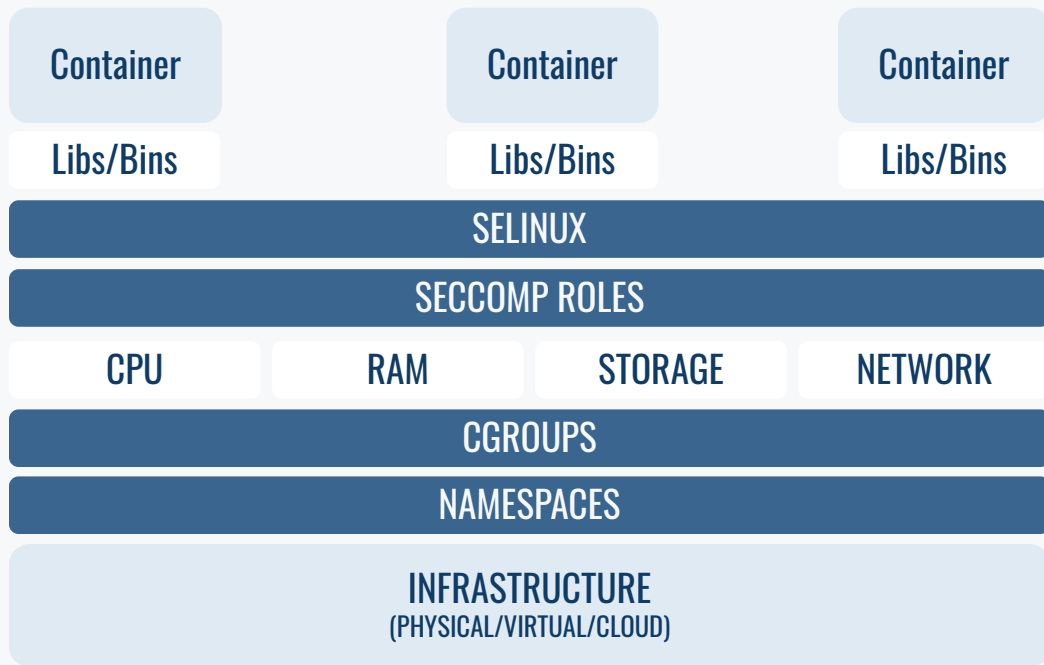 Container Container Container
Libs/Bins Libs/Bins Libs/Bins
SELINUX
SECCOMP ROLES
CPU RAM STORAGE NETWORK
CGROUPS
NAMESPACES
INFRASTRUCTURE
(PHYSICAL/VIRTUAL/CLOUD)